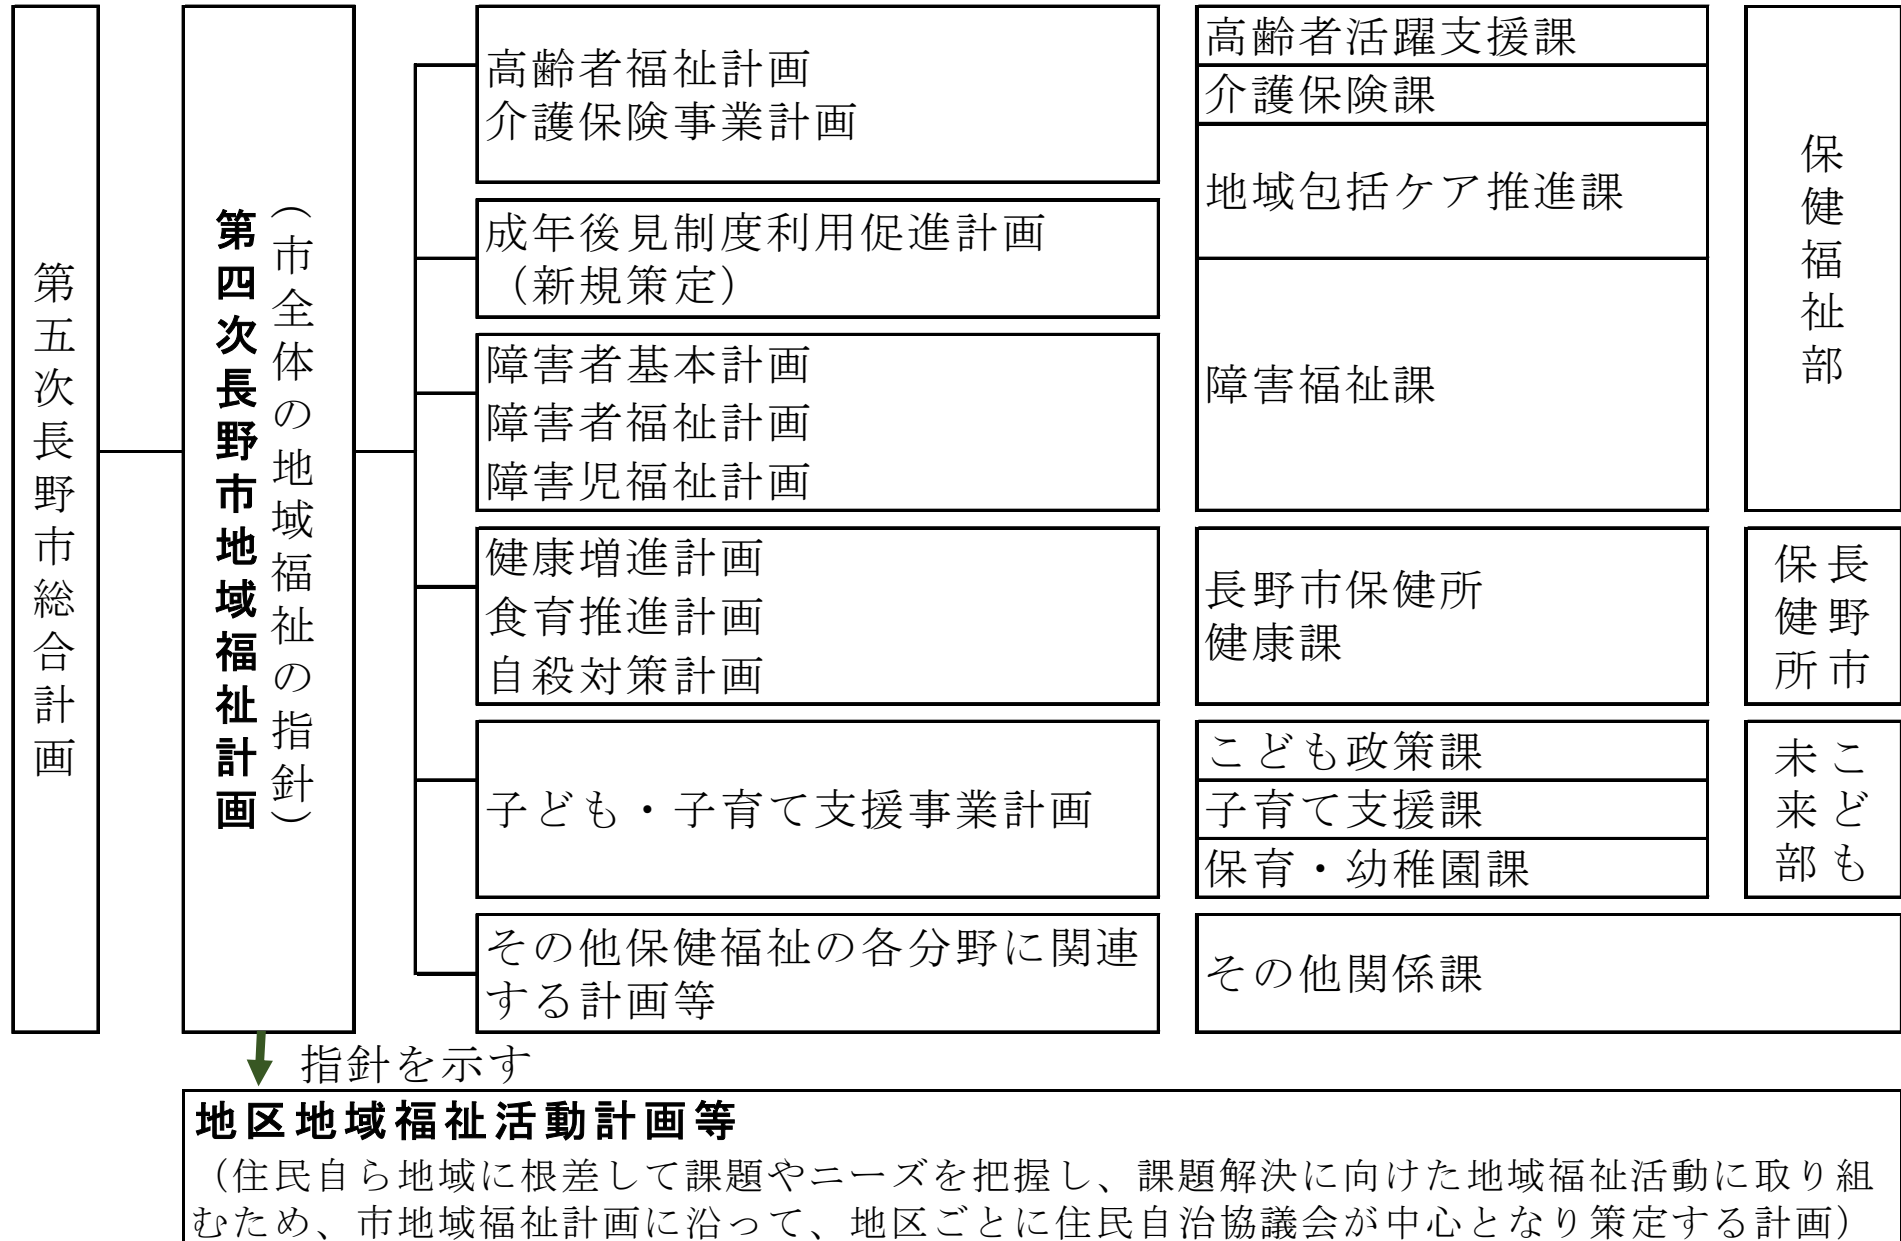 第五次長野市総合計画
第四次長野市地域福祉計画
（市全体の地域福祉の指針）
高齢者福祉計画
介護保険事業計画
成年後見制度利用促進計画
（新規策定）
障害者基本計画
障害者福祉計画
障害児福祉計画
健康増進計画
食育推進計画
自殺対策計画
子ども・子育て支援事業計画
その他保健福祉の各分野に関連
する計画等
高齢者活躍支援課
介護保険課
地域包括ケア推進課
障害福祉課
長野市保健所
健康課
こども政策課
子育て支援課
保育・幼稚園課
その他関係課
保健福祉部
長野市
保健所
こども
未来部
指針を示す
地区地域福祉活動計画等
（住民自ら地域に根差して課題やニーズを把握し、課題解決に向けた地域福祉活動に取り組
むため、市地域福祉計画に沿って、地区ごとに住民自治協議会が中心となり策定する計画）